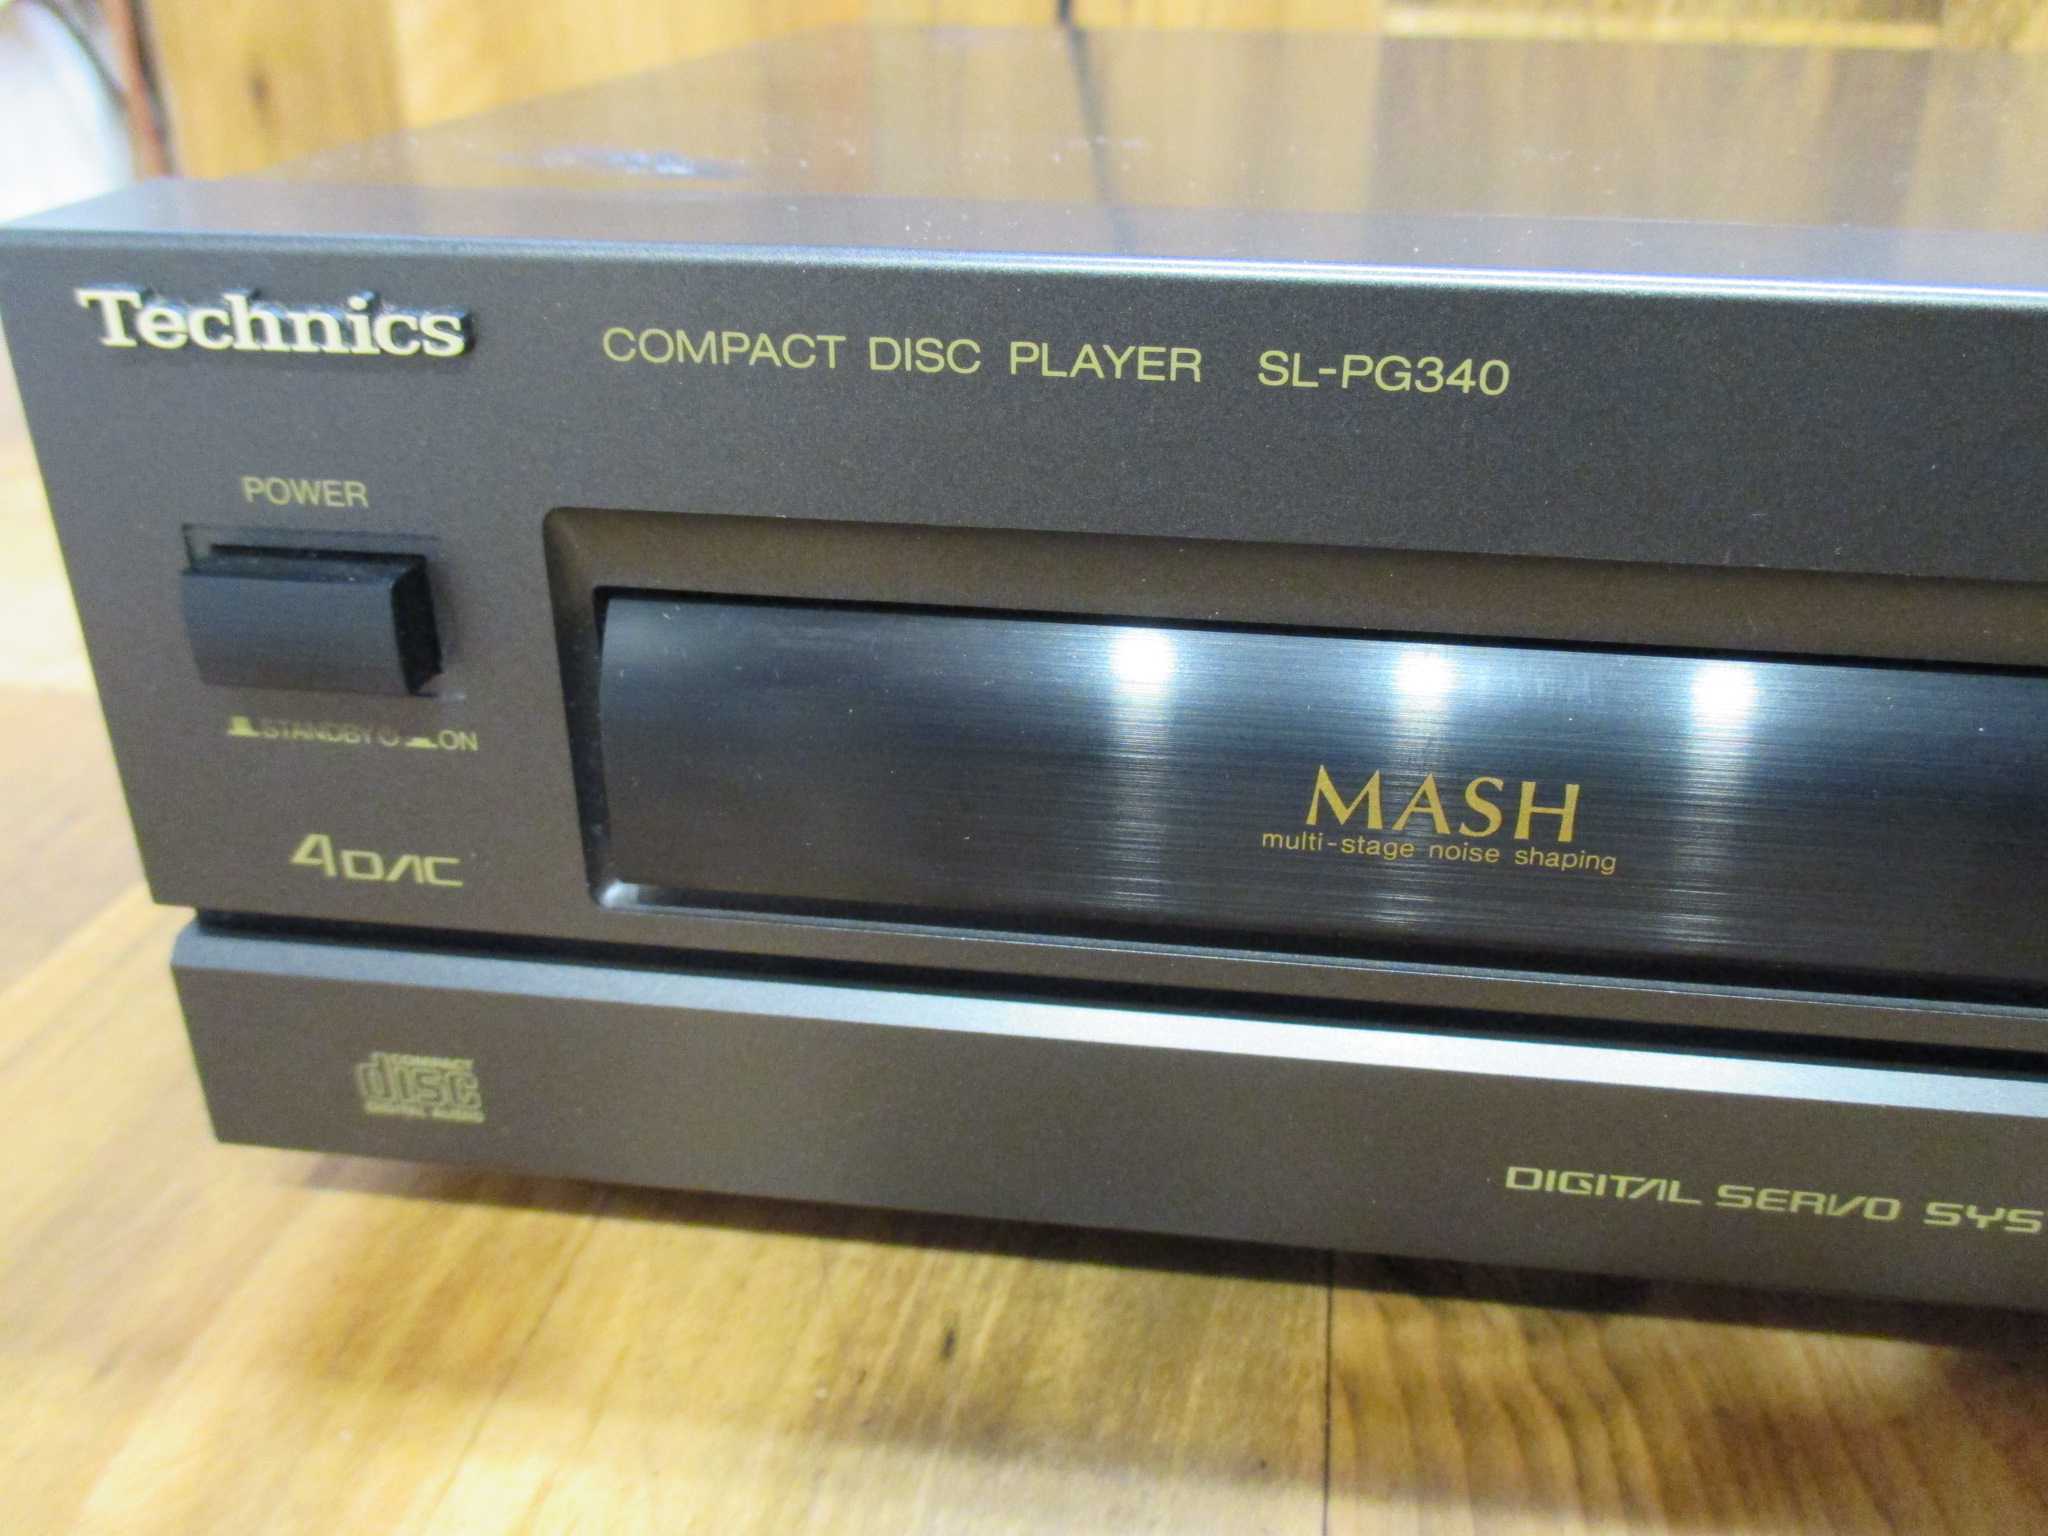 Technics
COMPACT DISC PLAYER SL-PG340
POWER
STANDBY ON
4DAC
MASH
multi-stage noise shaping
COMPACT
disc
DIGITAL AUDIO
DIGITAL SERVO SYS